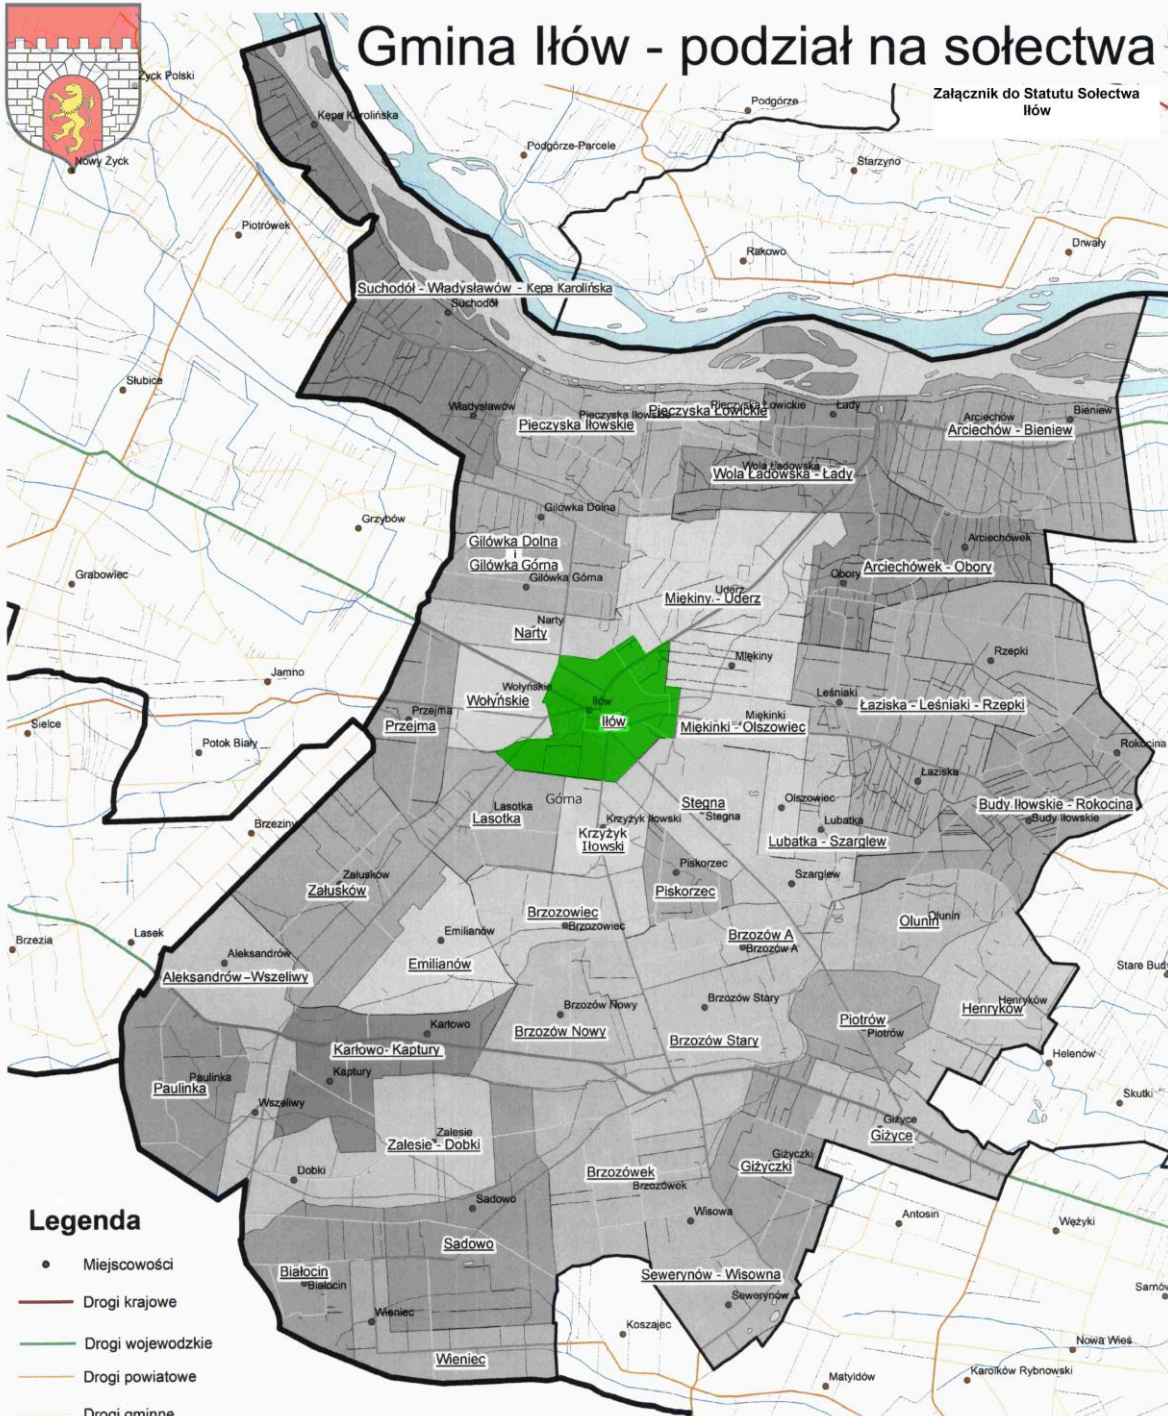 Gmina Iłów - podział na sołectwa
Załącznik do Statutu Sołectwa
Iłów
Życk Polski
Nowy Życk
Kępa Karolińska
Podgórze
Podgórze-Parcele
Starzyno
Piotrówek
Rakowo
Drwały
Suchodół - Władysławów - Kępa Karolińska
Suchodół
Słubice
Władysławów
Pieczyska Iłowskie
Pieczyska Iłowskie
Pieczyska Łowickie
Pieczyska Łowickie
Łady
Arciechów
Bieniew
Arciechów - Bieniew
Wola Ładowska
Wola Ładowska - Łady
Grzybów
Gilówka Dolna
Gilówka Dolna
i
Gilówka Górna
Gilówka Górna
Arciechówek
Arciechówek - Obory
Obory
Grabowiec
Uderz
Miękiny - Uderz
Narty
Narty
Miękiny
Rzepki
Jamno
Wołyńskie
Wołyńskie
Iłów
Iłów
Leśniaki
Łaziska - Leśniaki - Rzepki
Przejma
Przejma
Miękinki
Miękinki - Olszowiec
Sielce
Potok Biały
Rokocina
Łaziska
Górna
Lasotka
Lasotka
Stegna
Stegna
Olszowiec
Budy Iłowskie - Rokocina
Budy Iłowskie
Brzeziny
Krzyżyk Iłowski
Krzyżyk
Iłowski
Lubatka
Lubatka - Szarglew
Załusków
Załusków
Piskorzec
Piskorzec
Szarglew
Brzozowiec
Brzozowiec
Olunin
Olunin
Brzezia
Lasek
Emilianów
Emilianów
Brzozów A
Brzozów A
Aleksandrów
Aleksandrów - Wszeliwy
Stare Budy
Brzozów Nowy
Brzozów Nowy
Brzozów Stary
Brzozów Stary
Piotrów
Piotrów
Henryków
Henryków
Karłowo
Karłowo - Kaptury
Kaptury
Helenów
Paulinka
Paulinka
Skutki
Wszeliwy
Zalesie
Zalesie - Dobki
Giżyce
Giżyce
Dobki
Brzozówek
Brzozówek
Giżyczki
Giżyczki
Sadowo
Sadowo
Wisowa
Antosin
Wężyki
Białocin
Białocin
Sewerynów - Wisowna
Sewerynów
Wieniec
Wieniec
Koszajec
Nowa Wieś
Matyldów
Karolków Rybnowski
Legenda
Miejscowości
Drogi krajowe
Drogi wojewodzkie
Drogi powiatowe
Drogi gminne